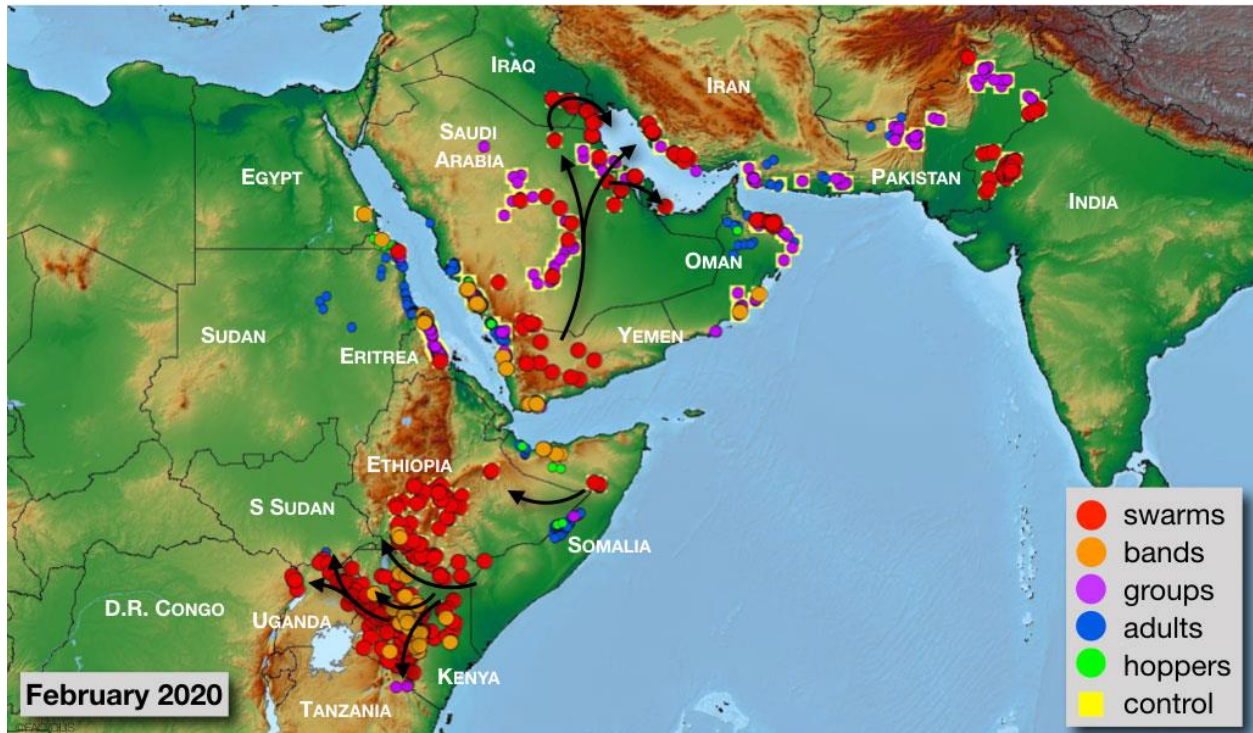 IRAQ
IRAN
SAUDI
ARABIA
EGYPT
PAKISTAN
INDIA
OMAN
SUDAN
YEMEN
ERITREA
ETHIOPIA
S SUDAN
SOMALIA
D.R. CONGO
UGANDA
KENYA
TANZANIA
February 2020
swarms
bands
groups
adults
hoppers
control